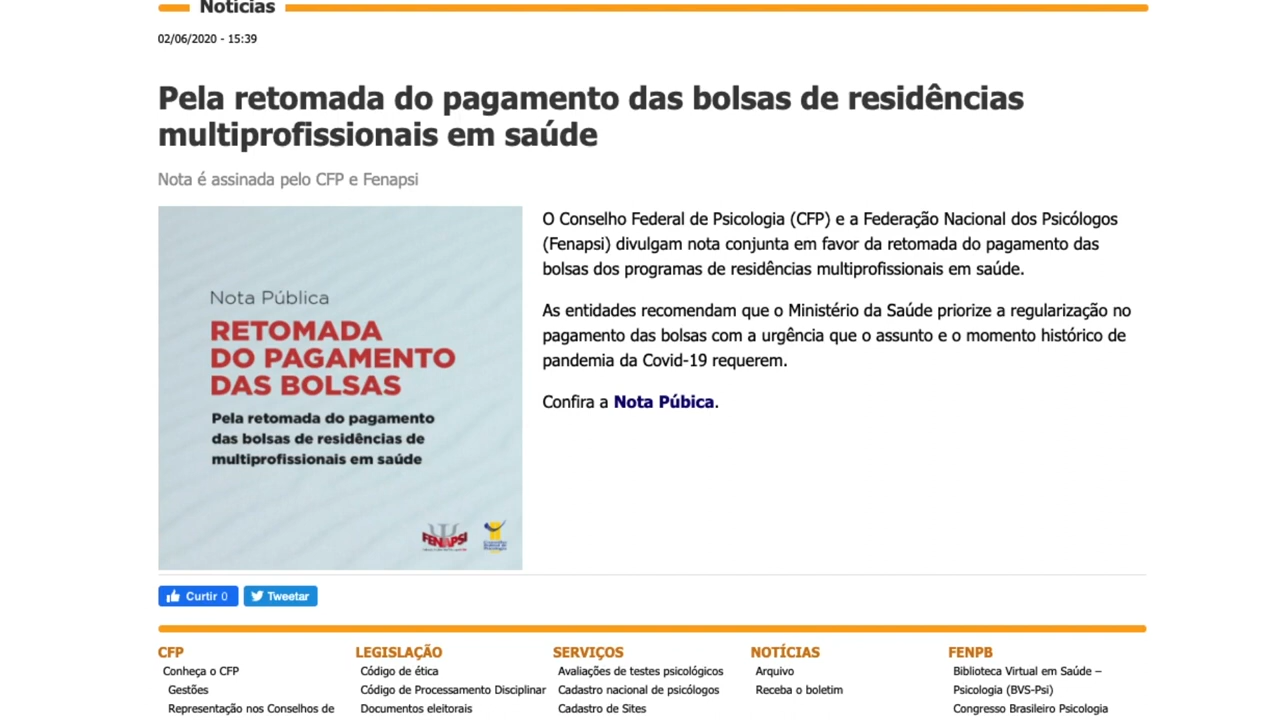 Notícias
02/06/2020 - 15:39
Pela retomada do pagamento das bolsas de residências
multiprofissionais em saúde
Nota é assinada pelo CFP e Fenapsi
Nota Pública
RETOMADA
DO PAGAMENTO
DAS BOLSAS
Pela retomada do pagamento
das bolsas de residências de
multiprofissionais em saúde
FENAPSI
O Conselho Federal de Psicologia (CFP) e a Federação Nacional dos Psicólogos
(Fenapsi) divulgam nota conjunta em favor da retomada do pagamento das
bolsas dos programas de residências multiprofissionais em saúde.
As entidades recomendam que o Ministério da Saúde priorize a regularização no
pagamento das bolsas com a urgência que o assunto e o momento histórico de
pandemia da Covid-19 requerem.
Confira a Nota Púbica.
Curtir 0
Tweetar
CFP
Conheça o CFP
Gestões
Representação nos Conselhos de
LEGISLAÇÃO
Código de ética
Código de Processamento Disciplinar
Documentos eleitorais
SERVIÇOS
Avaliações de testes psicológicos
Cadastro nacional de psicólogos
Cadastro de Sites
NOTÍCIAS
Arquivo
Receba o boletim
FENPB
Biblioteca Virtual em Saúde –
Psicologia (BVS-Psi)
Congresso Brasileiro Psicologia